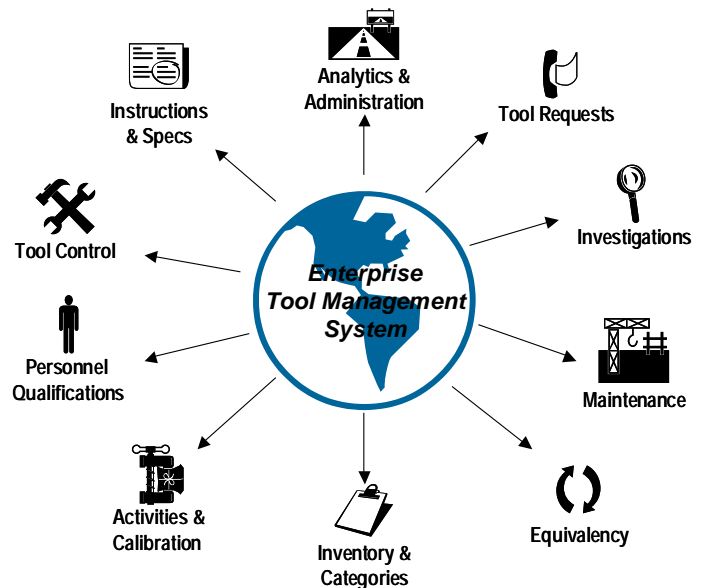 Analytics &
Administration
Instructions
& Specs
Tool Requests
Tool Control
Investigations
Enterprise
Tool Management
System
Personnel
Qualifications
Maintenance
Activities &
Calibration
Equivalency
Inventory &
Categories